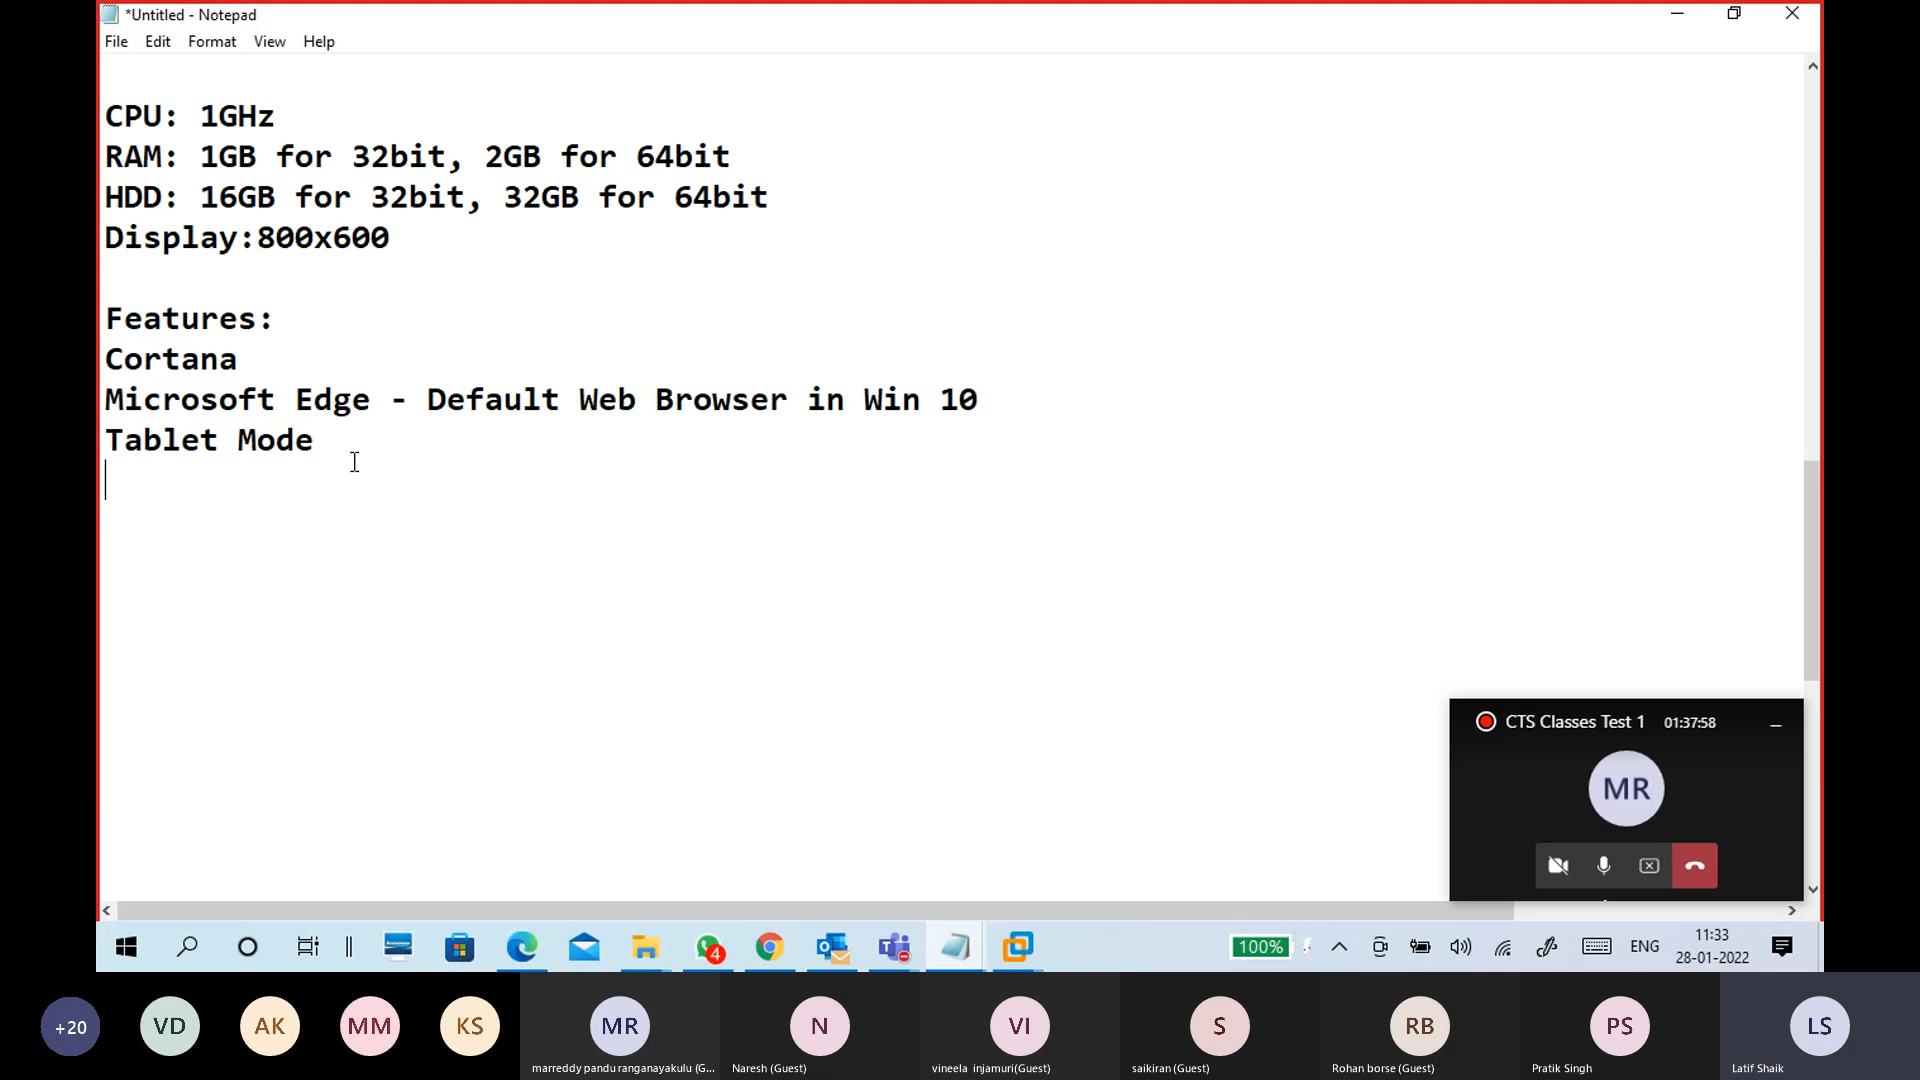 *Untitled - Notepad
File Edit Format View Help
CPU: 1GHz
RAM: 1GB for 32bit, 2GB for 64bit
HDD: 16GB for 32bit, 32GB for 64bit
Display:800x600
Features:
Cortana
Microsoft Edge - Default Web Browser in Win 10
Tablet Mode
CTS Classes Test 1 01:37:58
MR
4
100%
ENG
11:33
28-01-2022
+20 VD AK MM KS MR N VI S RB PS LS
marreddy pandu ranganayakulu (G... Naresh (Guest) vineela injamuri(Guest) saikiran (Guest) Rohan borse (Guest) Pratik Singh Latif Shaik